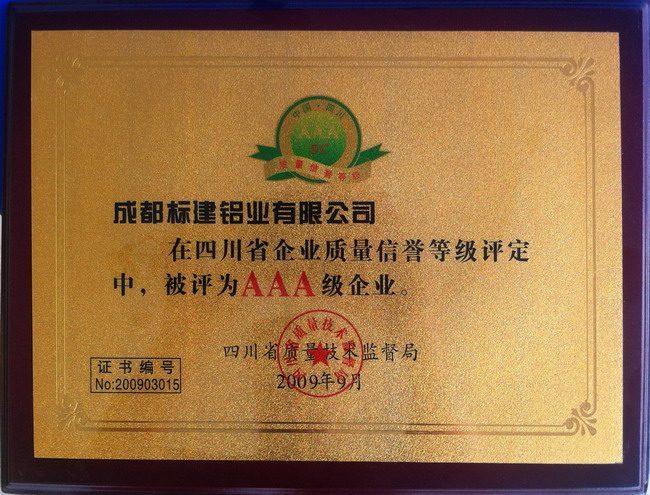 中国·四川
AAA
SC
质量信誉等级
成都标建铝业有限公司
在四川省企业质量信誉等级评定
中，被评为AAA级企业。
四川省质量技术监督局
2009年9月
证书编号
No:200903015